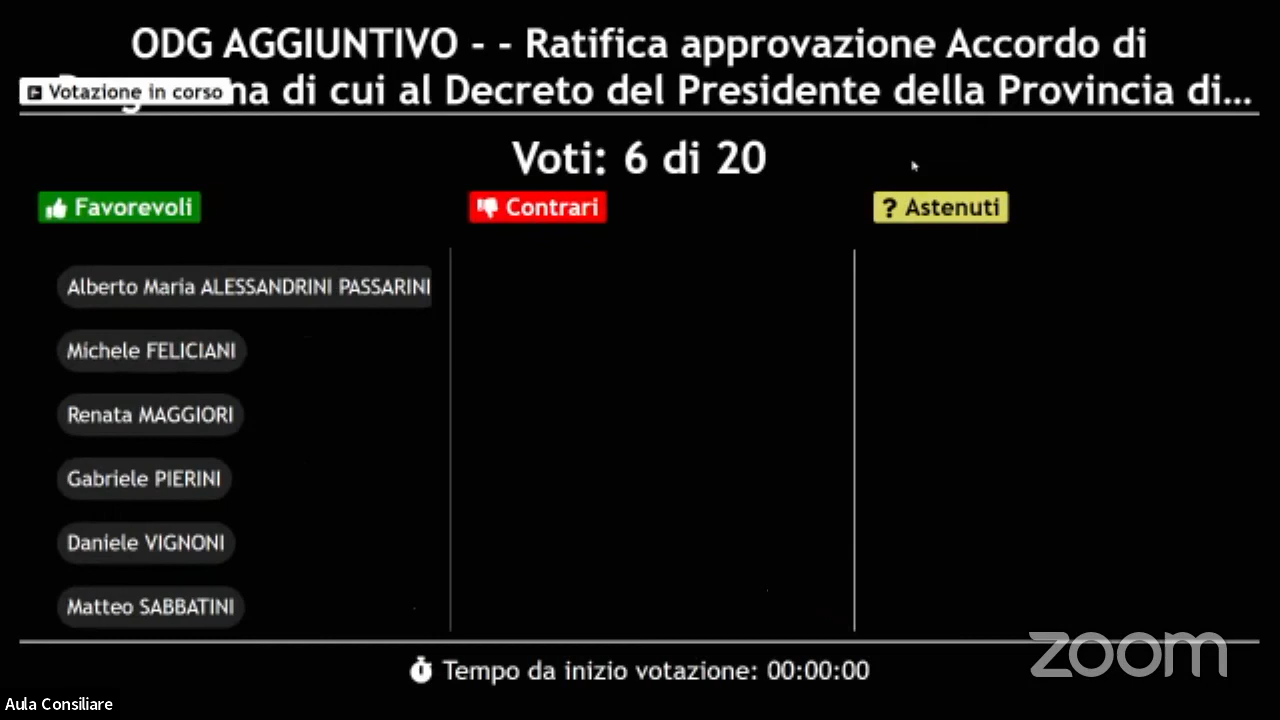 ODG AGGIUNTIVO - - Ratifica approvazione Accordo di
Votazione in corso
di cui al Decreto del Presidente della Provincia di...
Voti: 6 di 20
Favorevoli
Contrari
? Astenuti
Alberto Maria ALESSANDRINI PASSARINI
Michele FELICIANI
Renata MAGGIORI
Gabriele PIERINI
Daniele VIGNONI
Matteo SABBATINI
Tempo da inizio votazione: 00:00:00
zoom
Aula Consiliare